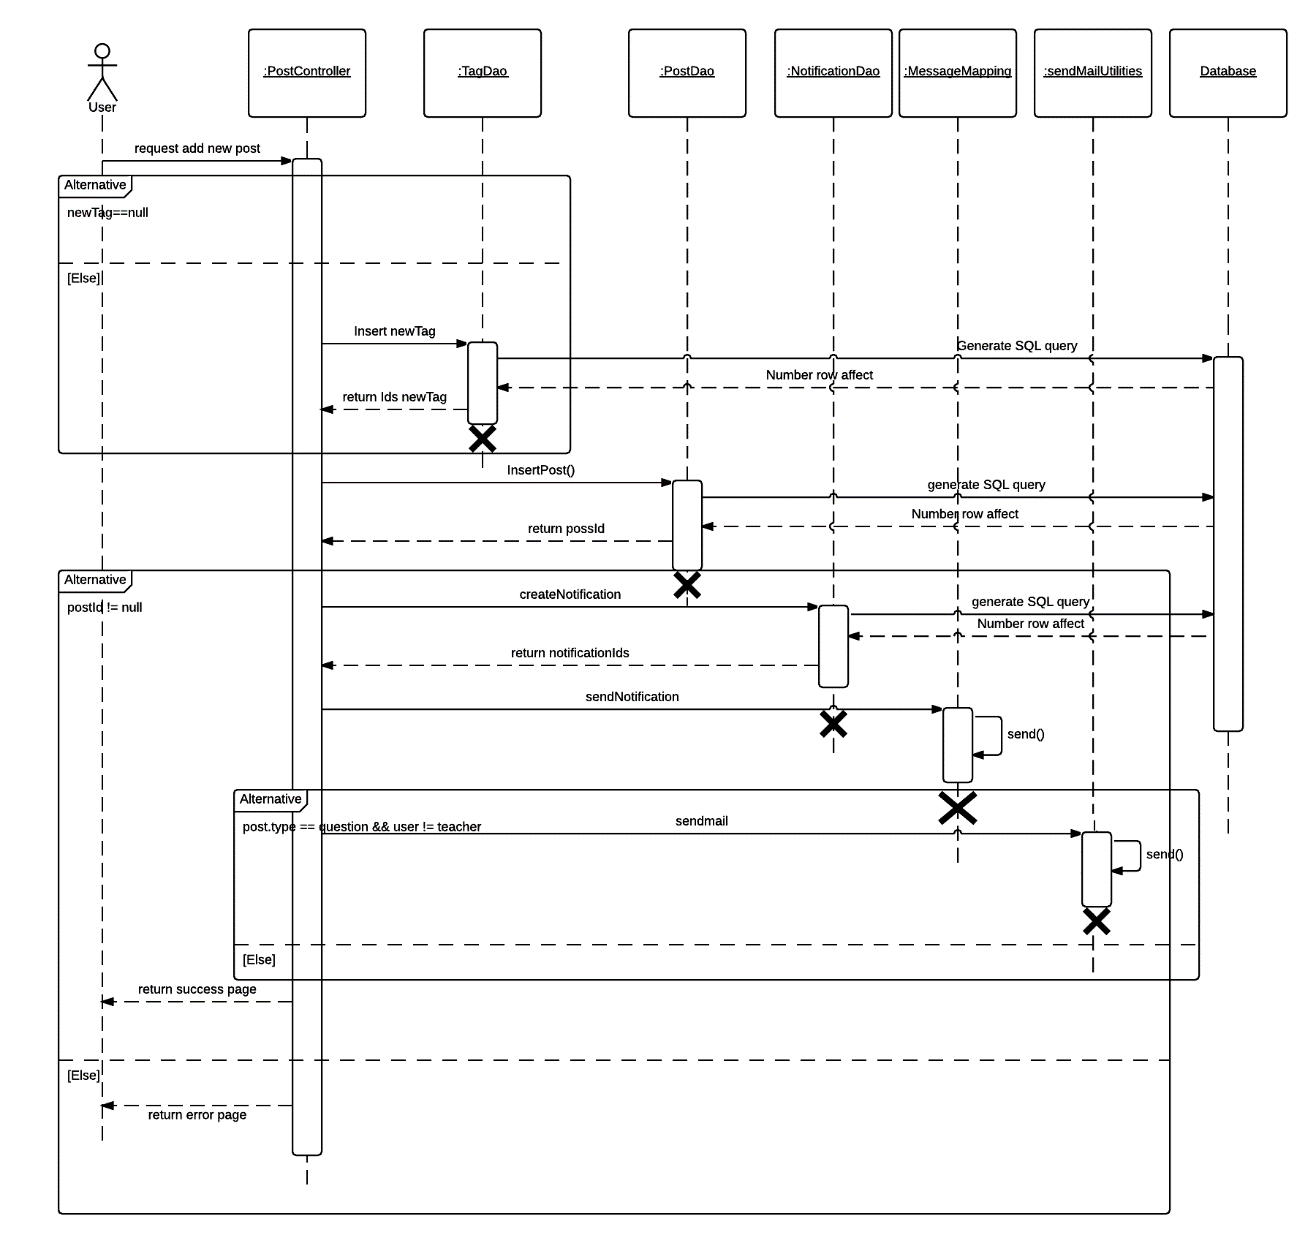 :PostController
:TagDao
:PostDao
:NotificationDao
:MessageMapping
:sendMailUtilities
Database
User
request add new post
Alternative
newTag==null
[Else]
Insert newTag
Generate SQL query
Number row affect
return Ids newTag
InsertPost()
generate SQL query
Number row affect
return possId
Alternative
postId != null
createNotification
generate SQL query
Number row affect
return notificationIds
sendNotification
send()
Alternative
post.type == question && user != teacher
sendmail
send()
[Else]
return success page
[Else]
return error page